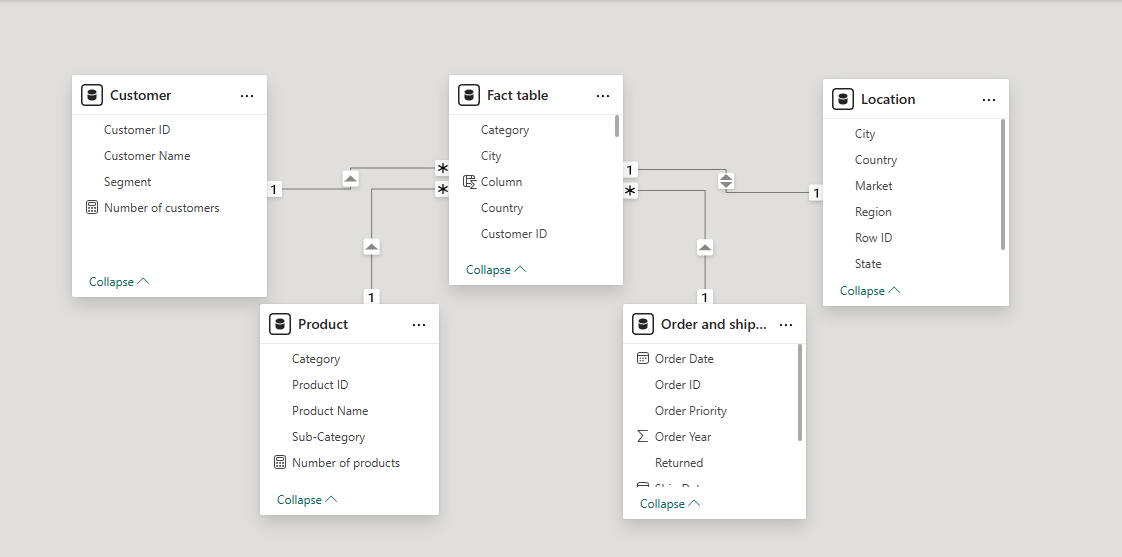 Customer
Customer ID
Customer Name
Segment
Number of customers
Collapse
1
Fact table
Category
City
Column
Country
Customer ID
Collapse
*
*
1
*
Location
City
Country
Market
Region
Row ID
State
Collapse
1
1
Product
Category
Product ID
Product Name
Sub-Category
Number of products
Collapse
1
Order and ship...
Order Date
Order ID
Order Priority
Order Year
Returned
Collapse